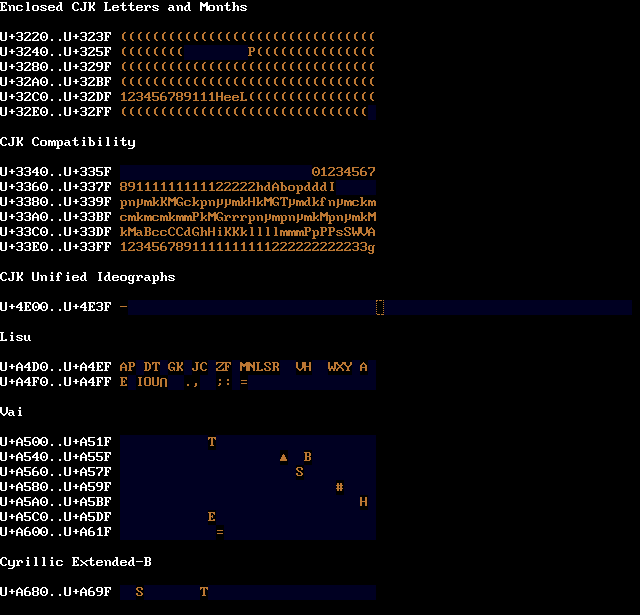 Enclosed CJK Letters and Months
U+3220..U+323F ((((((((((((((((((((((((((((((((
U+3240..U+325F ((((((((        P(((((((((((((((
U+3280..U+329F ((((((((((((((((((((((((((((((((
U+32A0..U+32BF ((((((((((((((((((((((((((((((((
U+32C0..U+32DF 123456789111HeeL((((((((((((((((
U+32E0..U+32FF (((((((((((((((((((((((((((((((
CJK Compatibility
U+3340..U+335F                         01234567
U+3360..U+337F 89111111111122222hdAbopdddI
U+3380..U+339F pnµmkKMGckpnµµmkHkMGTµmdkfnµmckm
U+33A0..U+33BF cmkmcmkmmPkMGrrrpnµmpnµmkMpnµmkM
U+33C0..U+33DF kMaBccCCdGhHiKKkllllmmmPpPPsSWVA
U+33E0..U+33FF 1234567891111111111222222222233g
CJK Unified Ideographs
U+4E00..U+4E3F −
Lisu
U+A4D0..U+A4EF AP DT GK JC ZF MNLSR  VH  WXY A
U+A4F0..U+A4FF E IOU∩  .,  ;: =
Vai
U+A500..U+A51F            T
U+A540..U+A55F                     ▲  B
U+A560..U+A57F                       S
U+A580..U+A59F                            #
U+A5A0..U+A5BF                               H
U+A5C0..U+A5DF            E
U+A600..U+A61F             =
Cyrillic Extended-B
U+A680..U+A69F   S       T